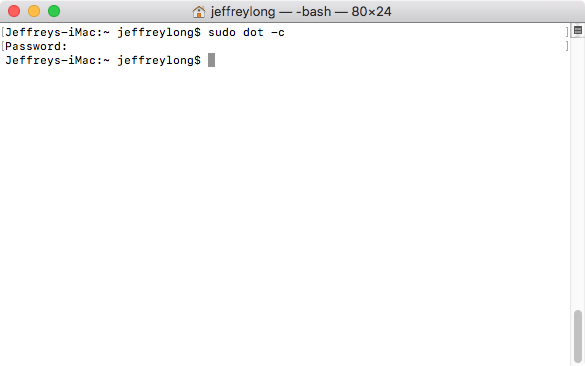 jeffreylong — -bash — 80×24
[Jeffreys-iMac:~ jeffreylong$ sudo dot -c ]
[Password: ]
Jeffreys-iMac:~ jeffreylong$